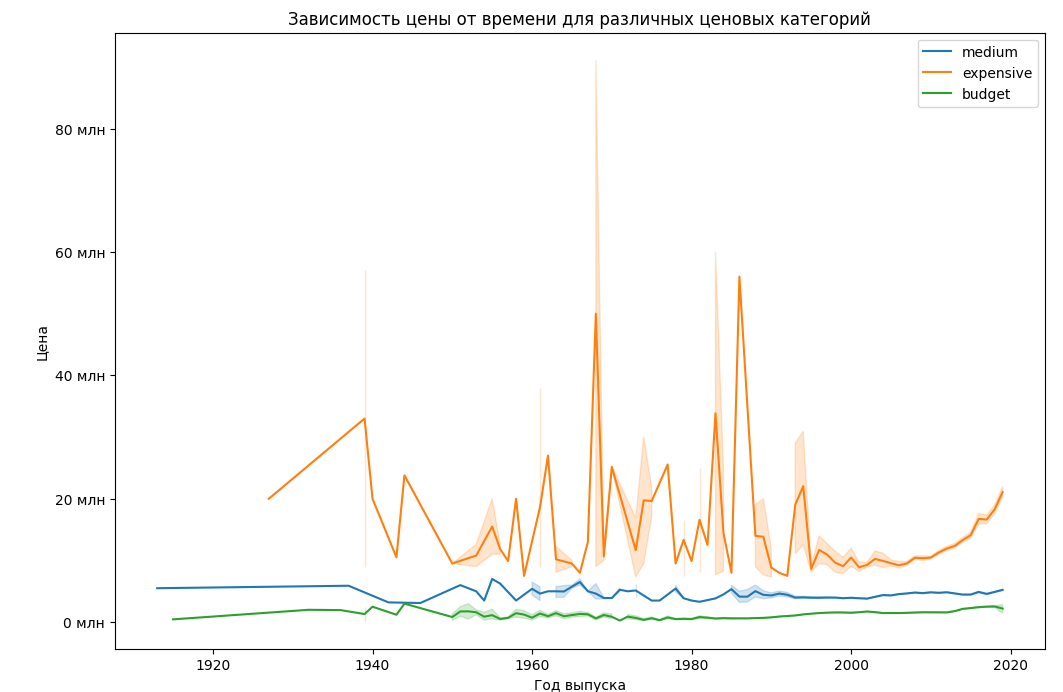 Зависимость цены от времени для различных ценовых категорий
medium
expensive
budget
80 млн
60 млн
40 млн
20 млн
0 млн
Цена
1920
1940
1960
1980
2000
2020
Год выпуска